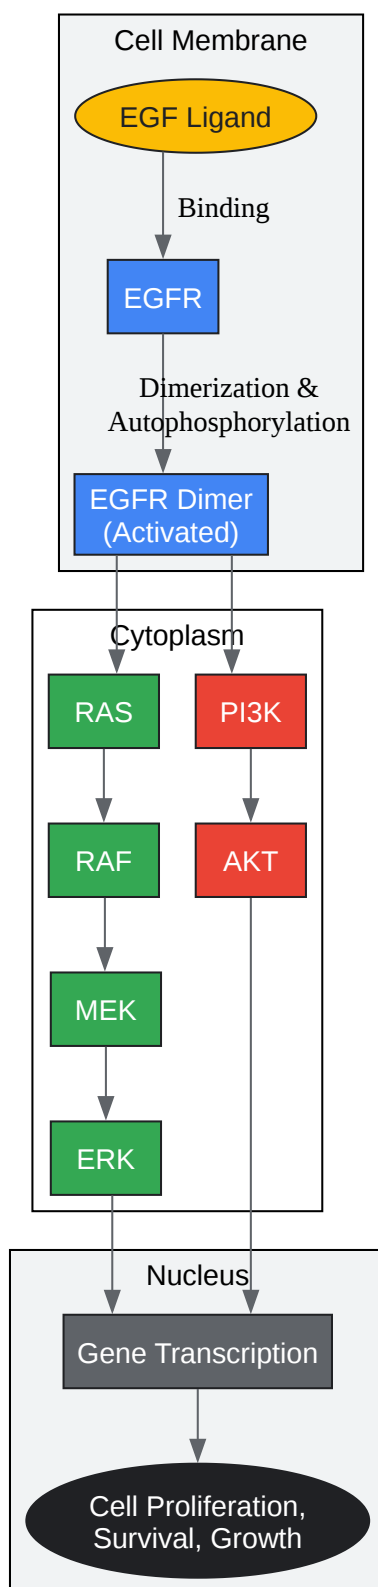 Cell Membrane
EGF Ligand
Binding
EGFR
Dimerization &
Autophosphorylation
EGFR Dimer
(Activated)
Cytoplasm
RAS
PI3K
RAF
AKT
MEK
ERK
Nucleus
Gene Transcription
Cell Proliferation,
Survival, Growth